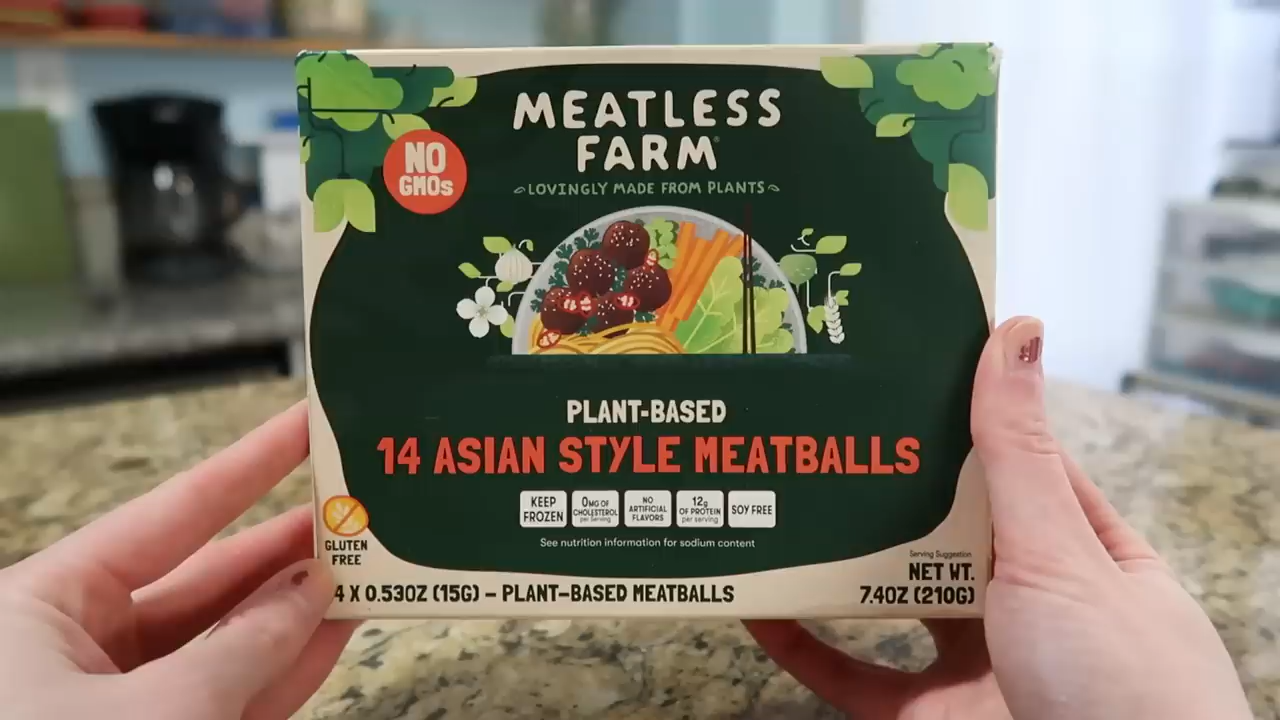 MEATLESS
FARM
LOVINGLY MADE FROM PLANTS
NO
GMOs
PLANT-BASED
14 ASIAN STYLE MEATBALLS
KEEP
FROZEN
0MG OF
CHOLESTEROL
per serving
NO
ARTIFICIAL
FLAVORS
12g
OF PROTEIN
per serving
SOY FREE
See nutrition information for sodium content
GLUTEN
FREE
4 X 0.53OZ (15G) – PLANT-BASED MEATBALLS
Serving Suggestion
NET WT.
7.4OZ (210G)